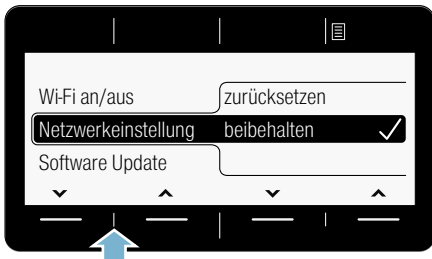 Wi-Fi an/aus zurücksetzen
Netzwerkeinstellung beibehalten
Software Update